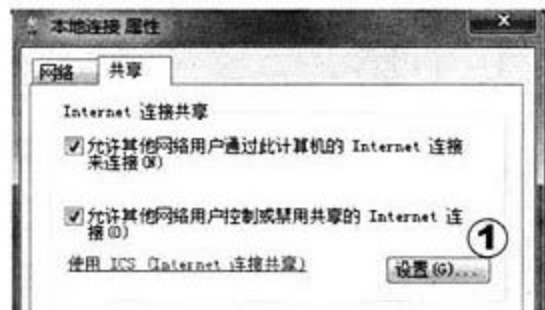 本地连接 属性
网络 共享
Internet 连接共享
允许其他网络用户通过此计算机的 Internet 连接
来连接(N)
允许其他网络用户控制或禁用共享的 Internet 连
接(O)
①
使用 ICS (Internet 连接共享)
设置(G)...